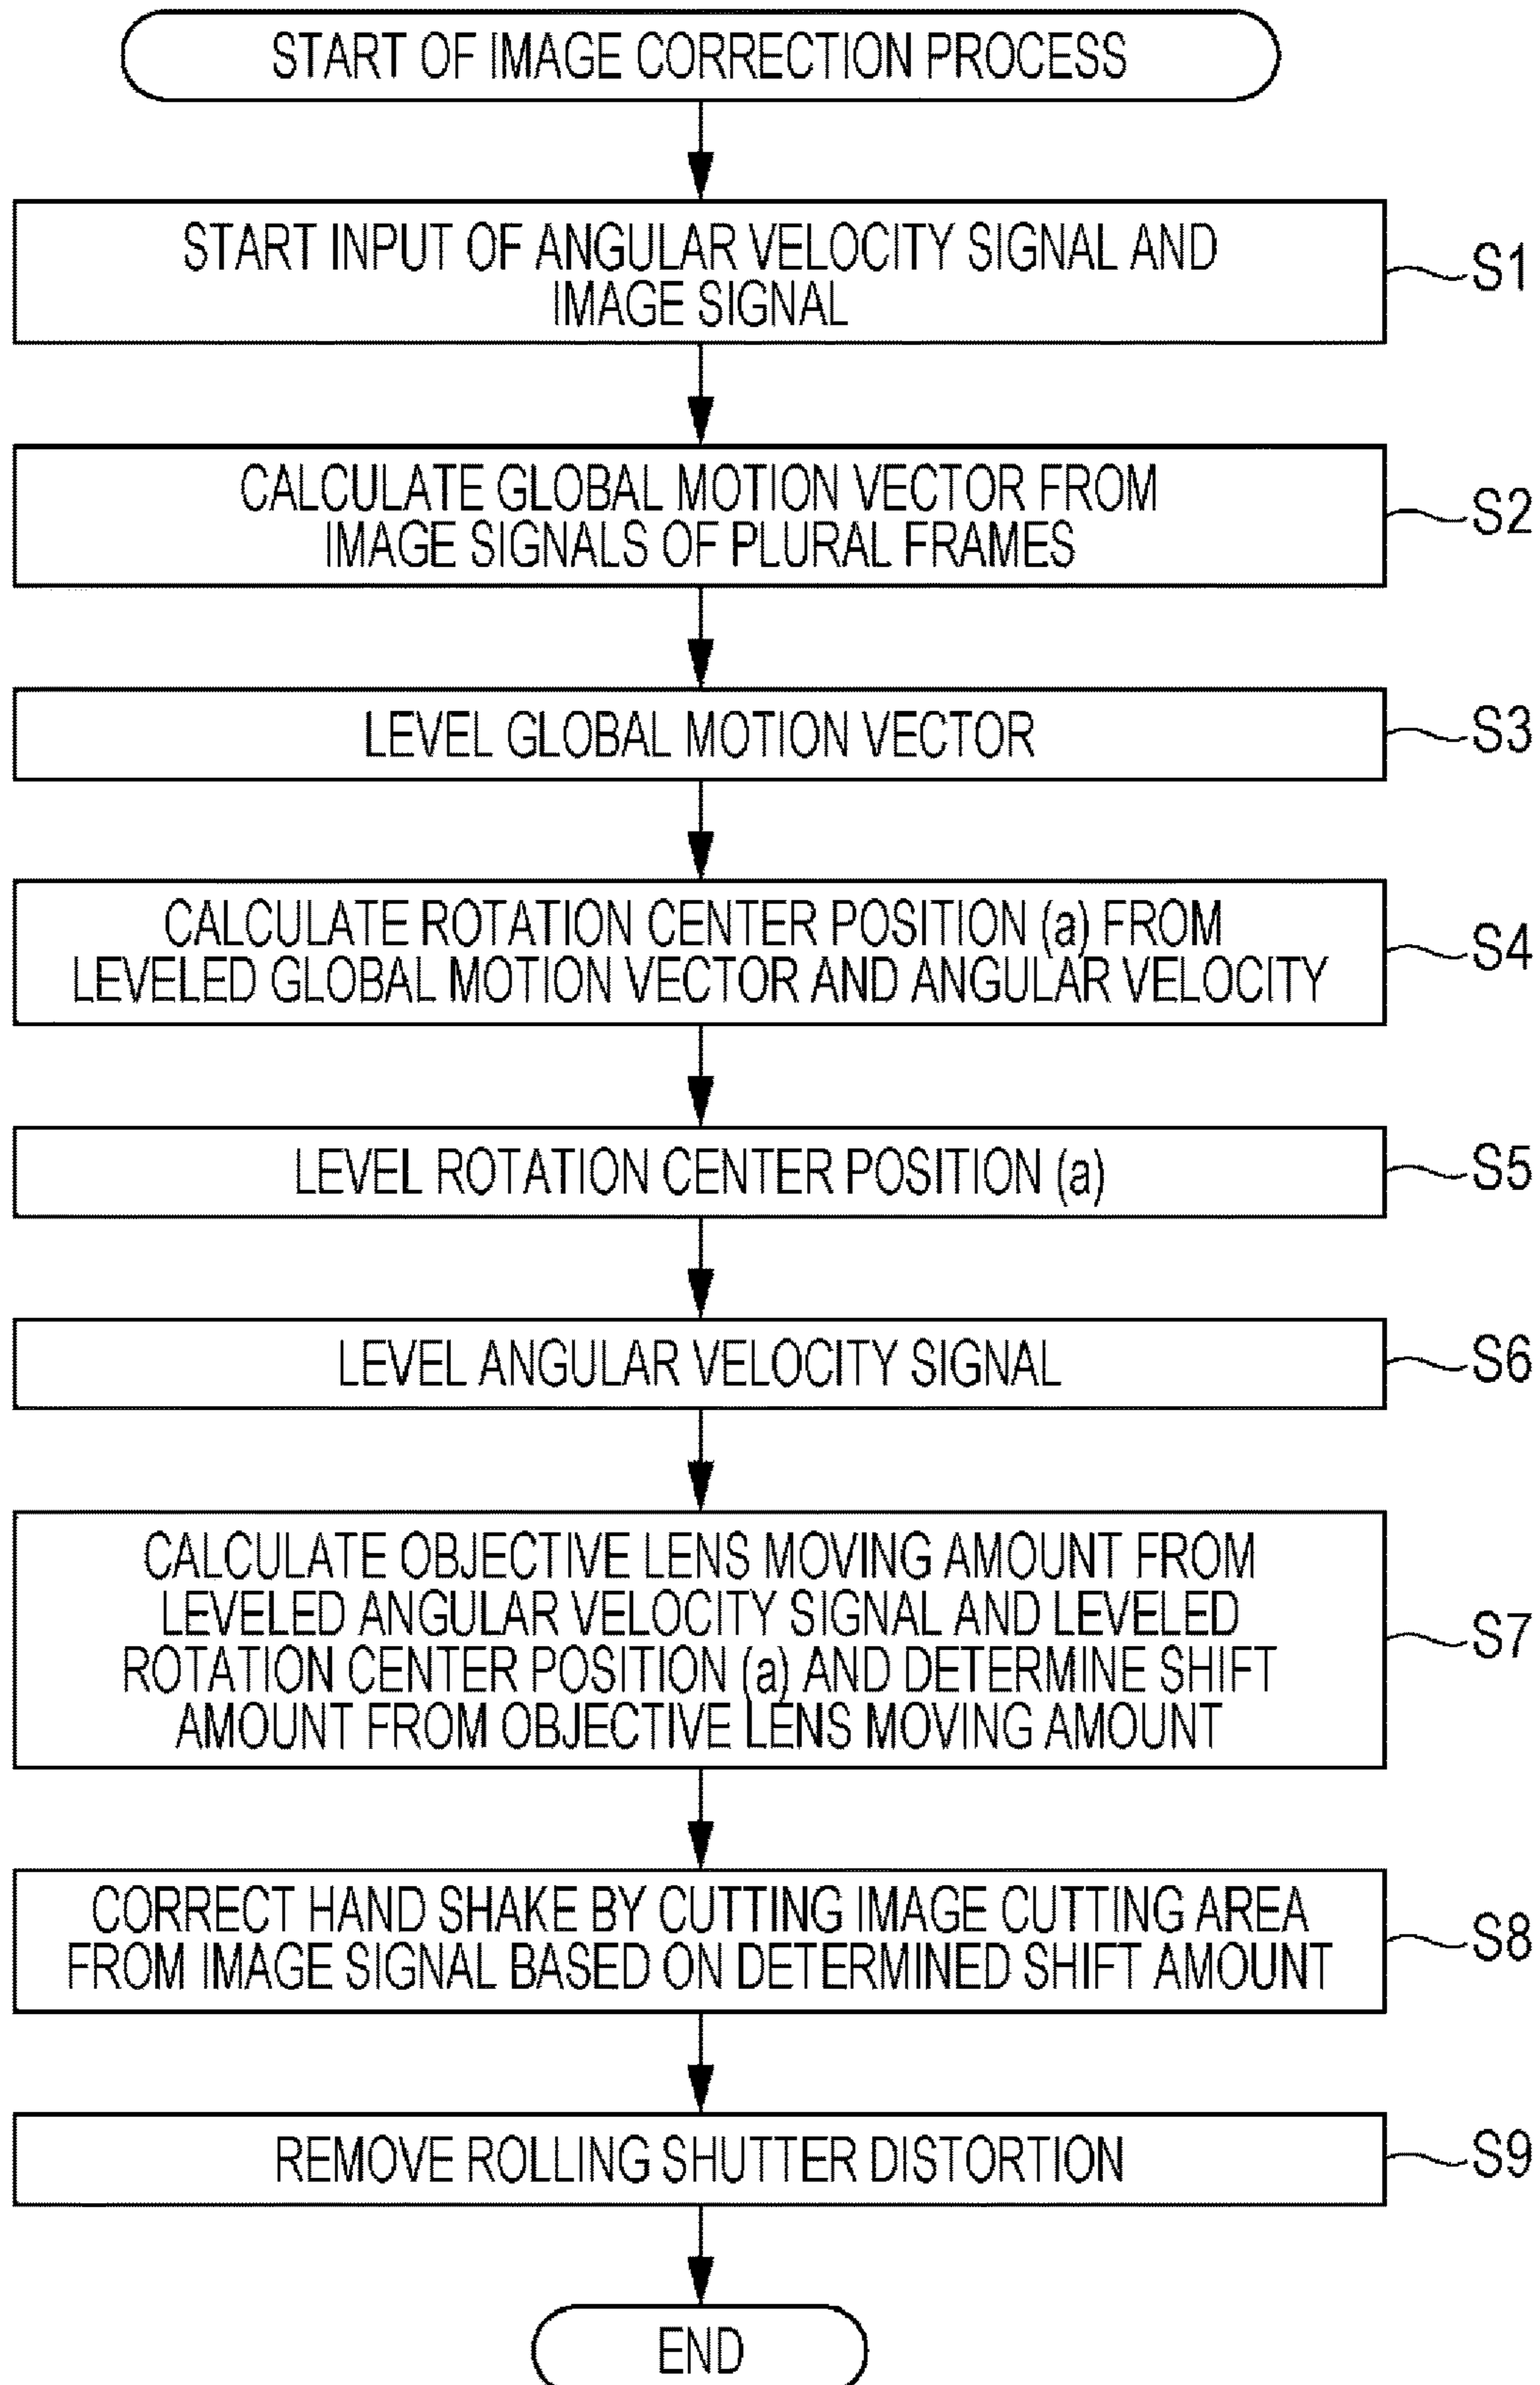 START OF IMAGE CORRECTION PROCESS
START INPUT OF ANGULAR VELOCITY SIGNAL AND
IMAGE SIGNAL
S1
CALCULATE GLOBAL MOTION VECTOR FROM
IMAGE SIGNALS OF PLURAL FRAMES
S2
LEVEL GLOBAL MOTION VECTOR
S3
CALCULATE ROTATION CENTER POSITION (a) FROM
LEVELED GLOBAL MOTION VECTOR AND ANGULAR VELOCITY
S4
LEVEL ROTATION CENTER POSITION (a)
S5
LEVEL ANGULAR VELOCITY SIGNAL
S6
CALCULATE OBJECTIVE LENS MOVING AMOUNT FROM
LEVELED ANGULAR VELOCITY SIGNAL AND LEVELED
ROTATION CENTER POSITION (a) AND DETERMINE SHIFT
AMOUNT FROM OBJECTIVE LENS MOVING AMOUNT
S7
CORRECT HAND SHAKE BY CUTTING IMAGE CUTTING AREA
FROM IMAGE SIGNAL BASED ON DETERMINED SHIFT AMOUNT
S8
REMOVE ROLLING SHUTTER DISTORTION
S9
END